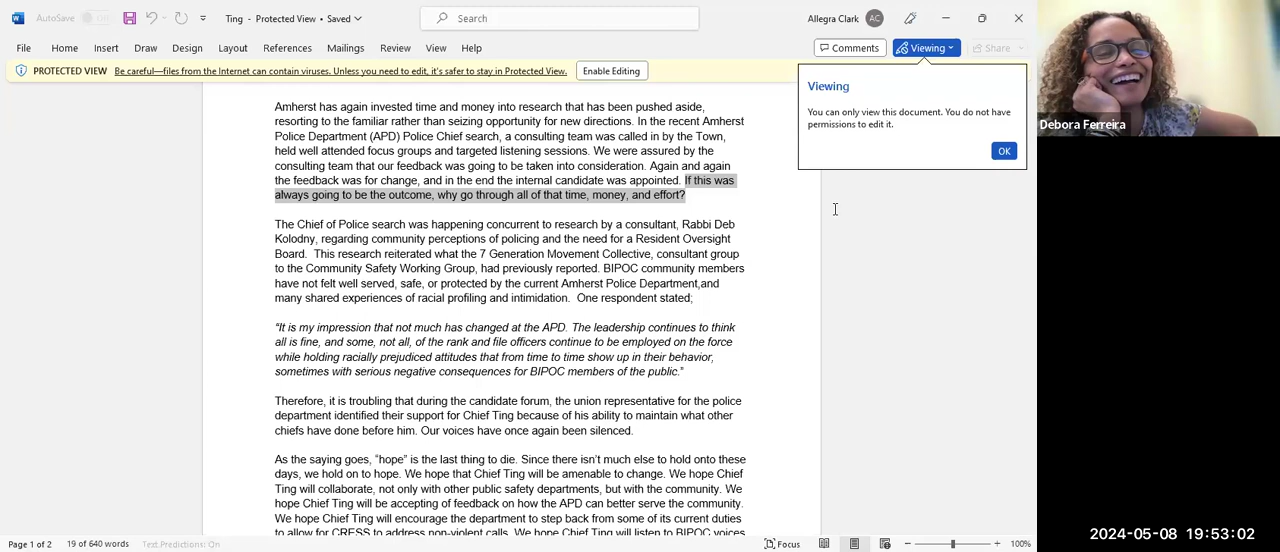 AutoSave Off
Ting - Protected View • Saved
Search
Allegra Clark AC
File Home Insert Draw Design Layout References Mailings Review View Help
Comments Viewing Share
PROTECTED VIEW Be careful—files from the Internet can contain viruses. Unless you need to edit, it's safer to stay in Protected View. Enable Editing
Viewing
You can only view this document. You do not have
permissions to edit it.
OK
Debora Ferreira
Amherst has again invested time and money into research that has been pushed aside,
resorting to the familiar rather than seizing opportunity for new directions. In the recent Amherst
Police Department (APD) Police Chief search, a consulting team was called in by the Town,
held well attended focus groups and targeted listening sessions. We were assured by the
consulting team that our feedback was going to be taken into consideration. Again and again
the feedback was for change, and in the end the internal candidate was appointed. If this was
always going to be the outcome, why go through all of that time, money, and effort?
The Chief of Police search was happening concurrent to research by a consultant, Rabbi Deb
Kolodny, regarding community perceptions of policing and the need for a Resident Oversight
Board. This research reiterated what the 7 Generation Movement Collective, consultant group
to the Community Safety Working Group, had previously reported. BIPOC community members
have not felt well served, safe, or protected by the current Amherst Police Department,and
many shared experiences of racial profiling and intimidation. One respondent stated;
“It is my impression that not much has changed at the APD. The leadership continues to think
all is fine, and some, not all, of the rank and file officers continue to be employed on the force
while holding racially prejudiced attitudes that from time to time show up in their behavior,
sometimes with serious negative consequences for BIPOC members of the public.”
Therefore, it is troubling that during the candidate forum, the union representative for the police
department identified their support for Chief Ting because of his ability to maintain what other
chiefs have done before him. Our voices have once again been silenced.
As the saying goes, “hope” is the last thing to die. Since there isn’t much else to hold onto these
days, we hold on to hope. We hope that Chief Ting will be amenable to change. We hope Chief
Ting will collaborate, not only with other public safety departments, but with the community. We
hope Chief Ting will be accepting of feedback on how the APD can better serve the community.
We hope Chief Ting will encourage the department to step back from some of its current duties
to allow for CRESS to address non-violent calls. We hope Chief Ting will listen to BIPOC voices
Page 1 of 2 19 of 640 words Text Predictions: On Focus 100%
2024-05-08 19:53:02